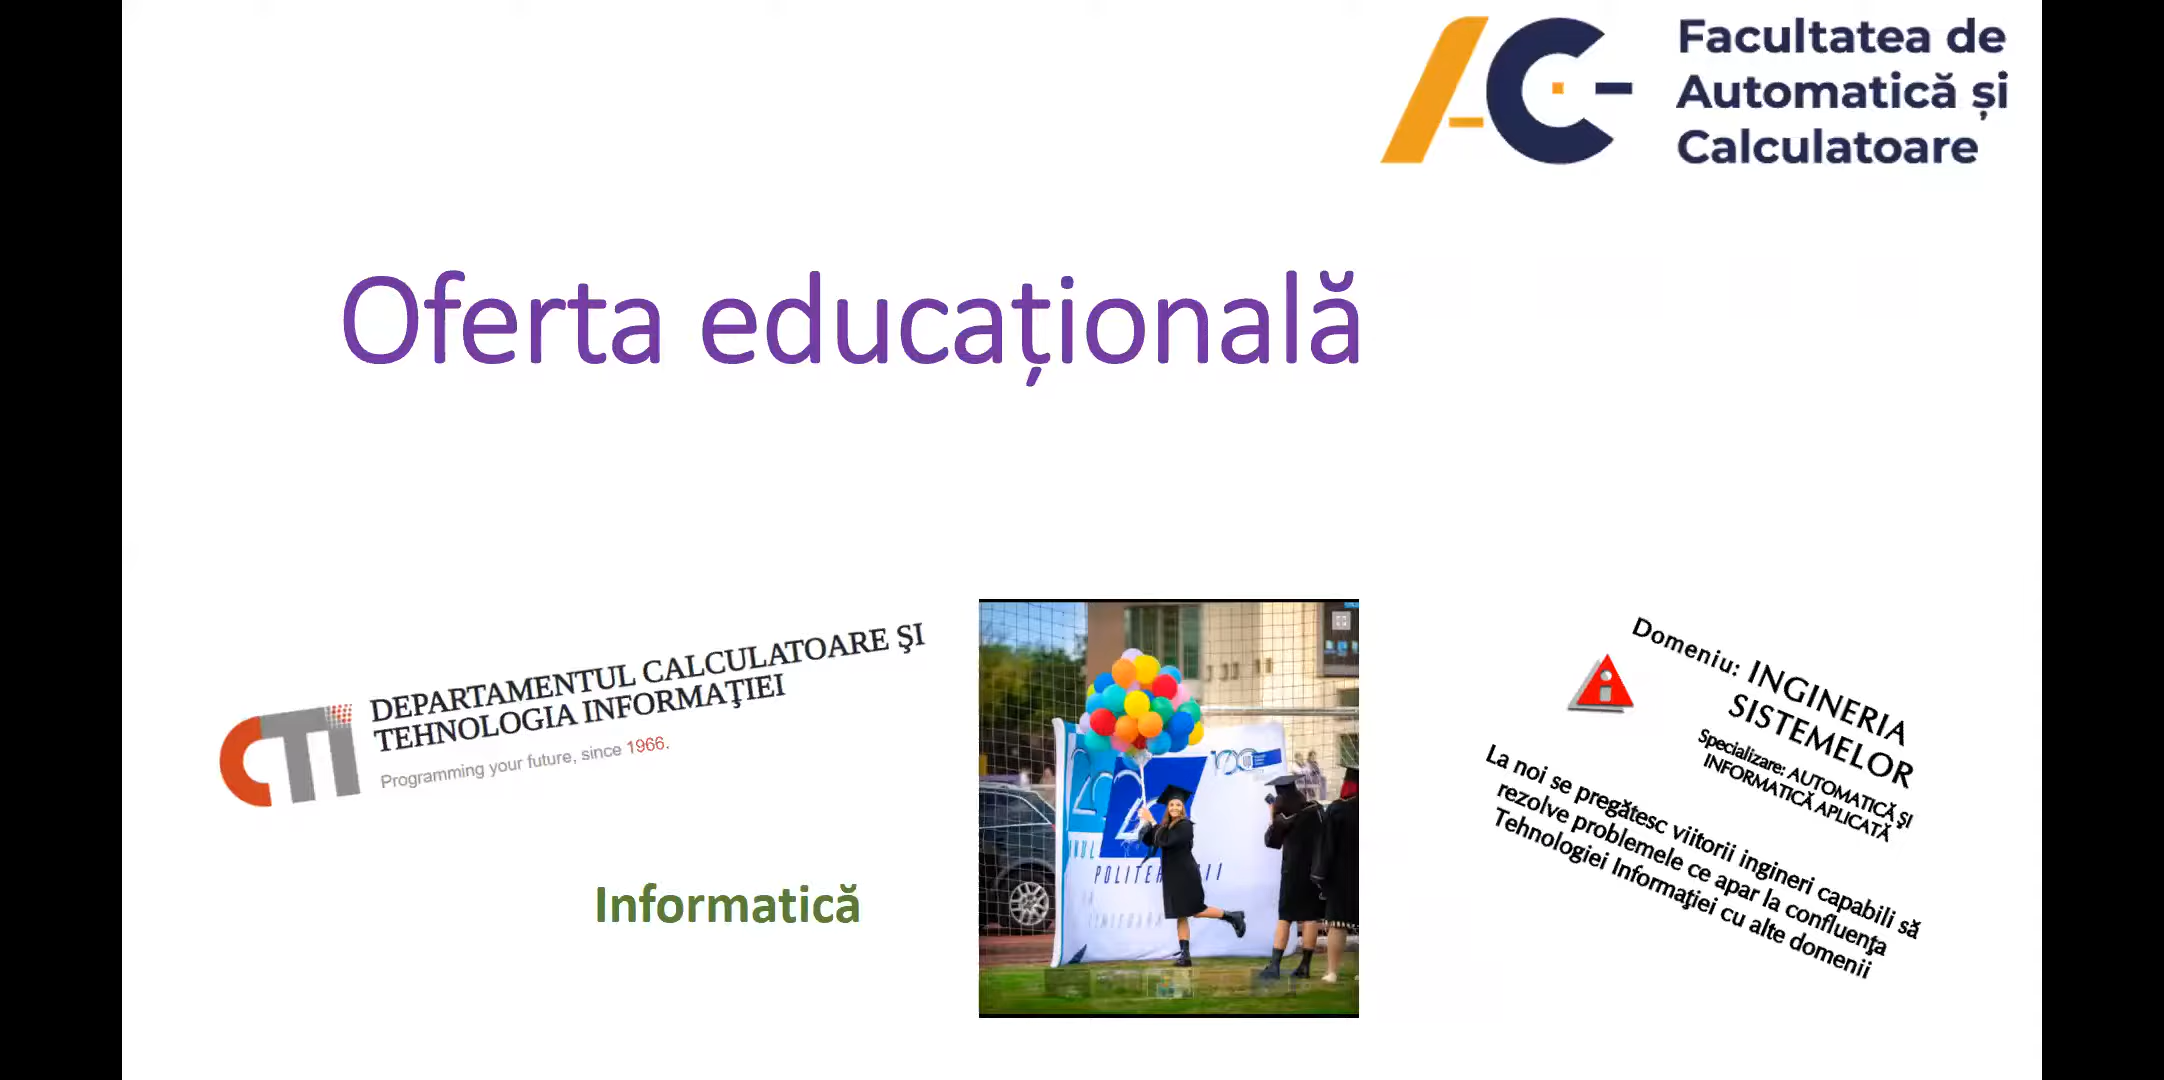 Facultatea de
Automatică și
Calculatoare
Oferta educațională
CTI
DEPARTAMENTUL CALCULATOARE ŞI
TEHNOLOGIA INFORMAŢIEI
Programming your future, since 1966.
Informatică
POLITEH
Domeniu: INGINERIA
SISTEMELOR
Specializare: AUTOMATICĂ ŞI
INFORMATICĂ APLICATĂ
La noi se pregătesc viitorii ingineri capabili să
rezolve problemele ce apar la confluenţa
Tehnologiei Informaţiei cu alte domenii